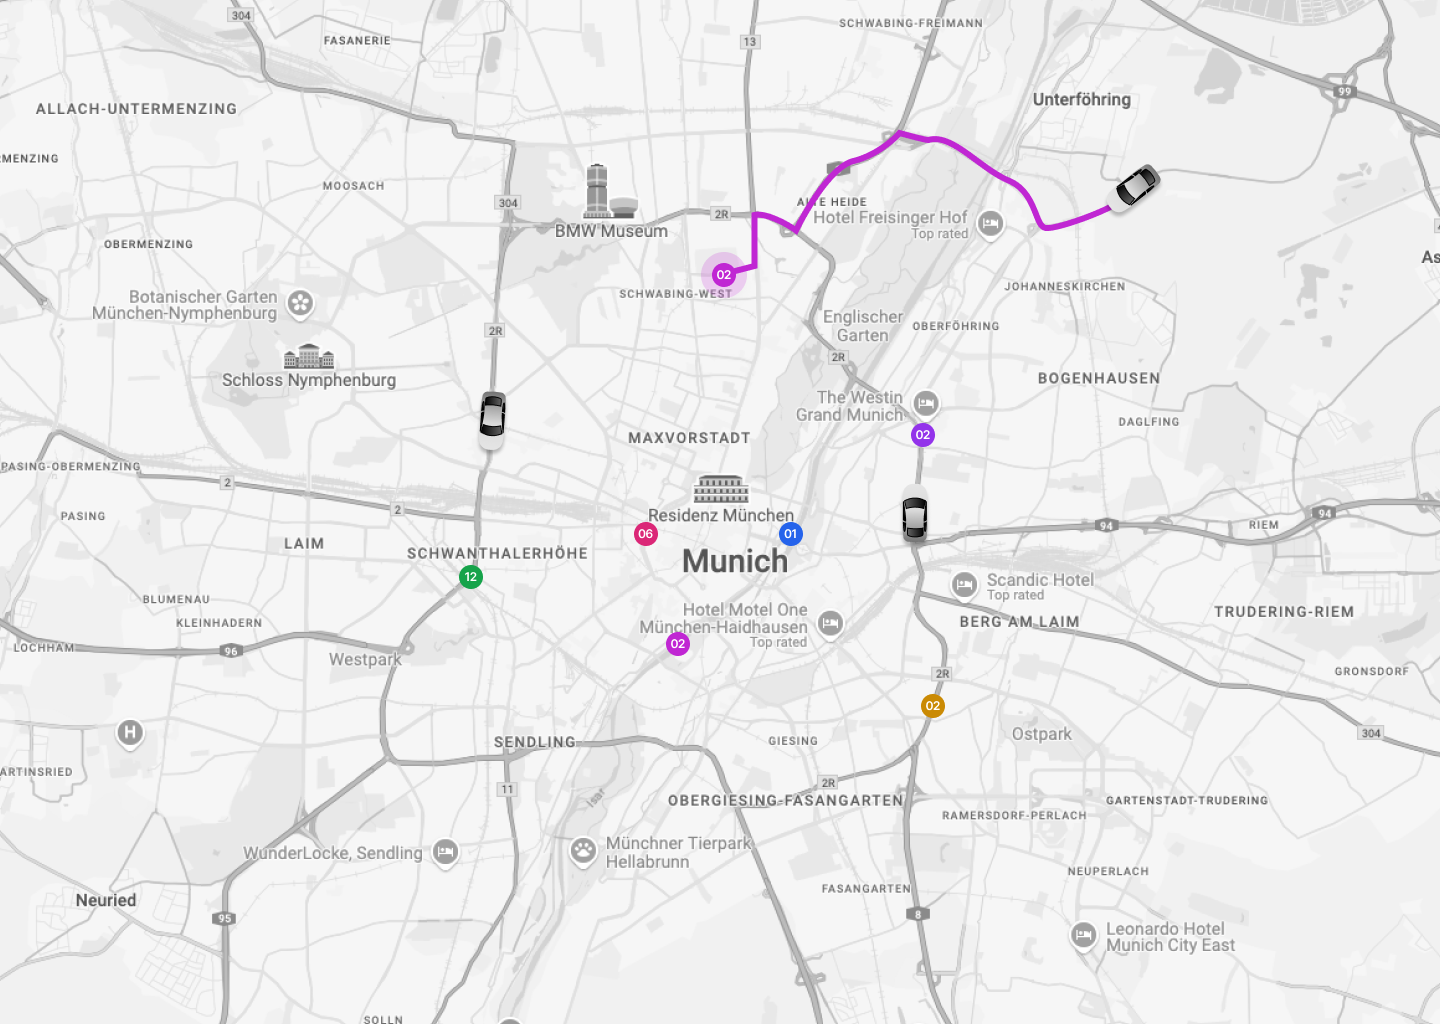 304
SCHWABING-FREIMANN
FASANERIE
13
99
Unterföhring
ALLACH-UNTERMENZING
RMENZING
MOOSACH
304
ALTE HEIDE
2R
Hotel Freisinger Hof
Top rated
BMW Museum
OBERMENZING
As
02
SCHWABING-WEST
JOHANNESKIRCHEN
Botanischer Garten
München-Nymphenburg
Englischer
Garten
OBERFÖHRING
2R
2R
Schloss Nymphenburg
BOGENHAUSEN
The Westin
Grand Munich
DAGLFING
02
MAXVORSTADT
PASING-OBERMENZING
2
2
Residenz München
PASING
94
94
RIEM
06
01
LAIM
SCHWANTHALERHÖHE
Munich
12
Scandic Hotel
Top rated
BLUMENAU
Hotel Motel One
München-Haidhausen
Top rated
TRUDERING-RIEM
KLEINHADERN
BERG AM LAIM
02
LOCHHAM
96
Westpark
2R
GRONSDORF
02
H
SENDLING
GIESING
Ostpark
304
ARTINSRIED
11
2R
Isar
OBERGIESING-FASANGARTEN
GARTENSTADT-TRUDERING
RAMERSDORF-PERLACH
WunderLocke, Sendling
Münchner Tierpark
Hellabrunn
NEUPERLACH
FASANGARTEN
Neuried
95
8
Leonardo Hotel
Munich City East
SOLLN